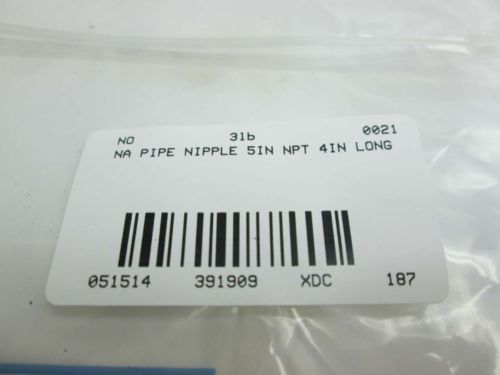 NO 31b 0021
NA PIPE NIPPLE 5IN NPT 4IN LONG
051514 391909 XDC 187